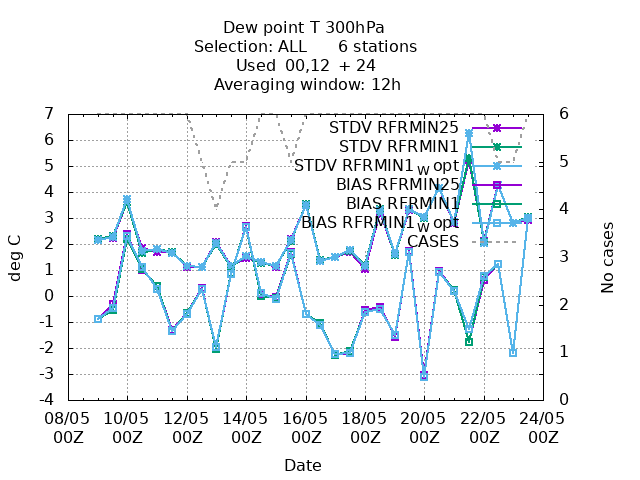 Dew point T 300hPa
Selection: ALL      6 stations
Used  00,12  + 24
Averaging window: 12h
7
6
5
4
3
2
1
0
-1
-2
-3
-4
deg C
6
5
4
3
2
1
0
No cases
STDV RFRMIN25
STDV RFRMIN1
STDV RFRMIN1_W opt
BIAS RFRMIN25
BIAS RFRMIN1
BIAS RFRMIN1_W opt
CASES
08/05 10/05 12/05 14/05 16/05 18/05 20/05 22/05 24/05
00Z 00Z 00Z 00Z 00Z 00Z 00Z 00Z 00Z
Date